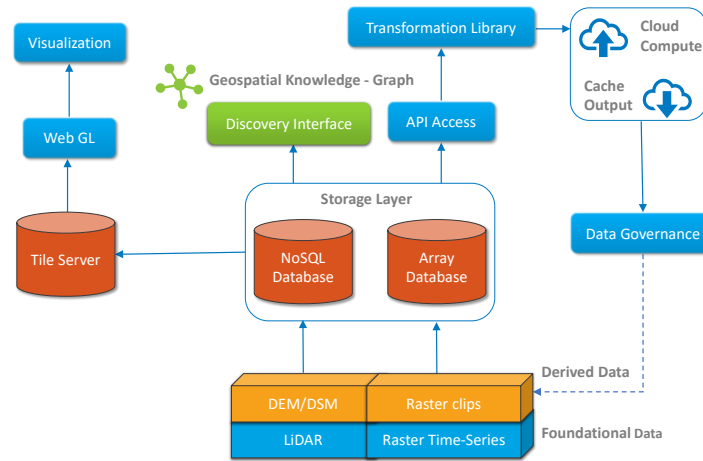 Transformation Library
Cloud
Compute
Visualization
Geospatial Knowledge - Graph
Cache
Output
Discovery Interface
API Access
Web GL
Storage Layer
Tile Server
NoSQL
Database
Array
Database
Data Governance
Derived Data
DEM/DSM
Raster clips
LiDAR
Raster Time-Series
Foundational Data